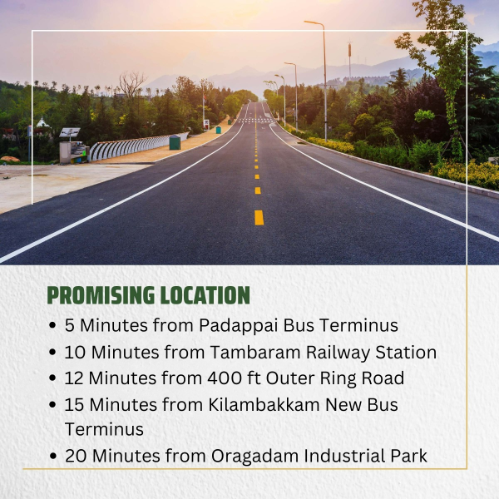 PROMISING LOCATION
• 5 Minutes from Padappai Bus Terminus
• 10 Minutes from Tambaram Railway Station
• 12 Minutes from 400 ft Outer Ring Road
• 15 Minutes from Kilambakkam New Bus
Terminus
• 20 Minutes from Oragadam Industrial Park